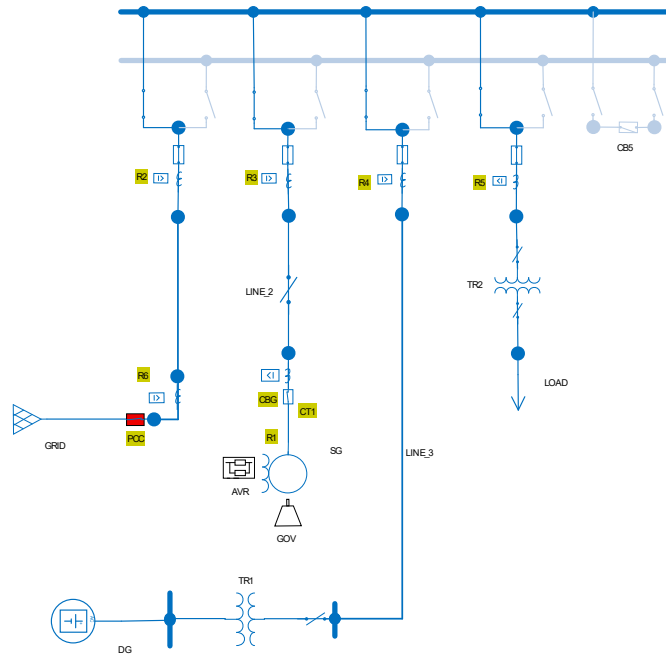 CB5
R2
I>
R3
I>
R4
I>
R5
<I
TR2
LINE_2
R6
I>
<I
CBG
CT1
LOAD
PCC
GRID
R1
SG
LINE_3
AVR
GOV
TR1
DG